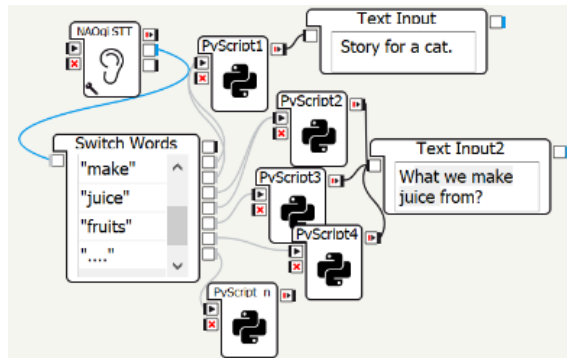 NAOqi STT
PyScript1
Text Input
Story for a cat.
PyScript2
Switch Words
"make"
"juice"
"fruits"
"...."
Text Input2
What we make
juice from?
PyScript3
PyScript4
PyScript_n